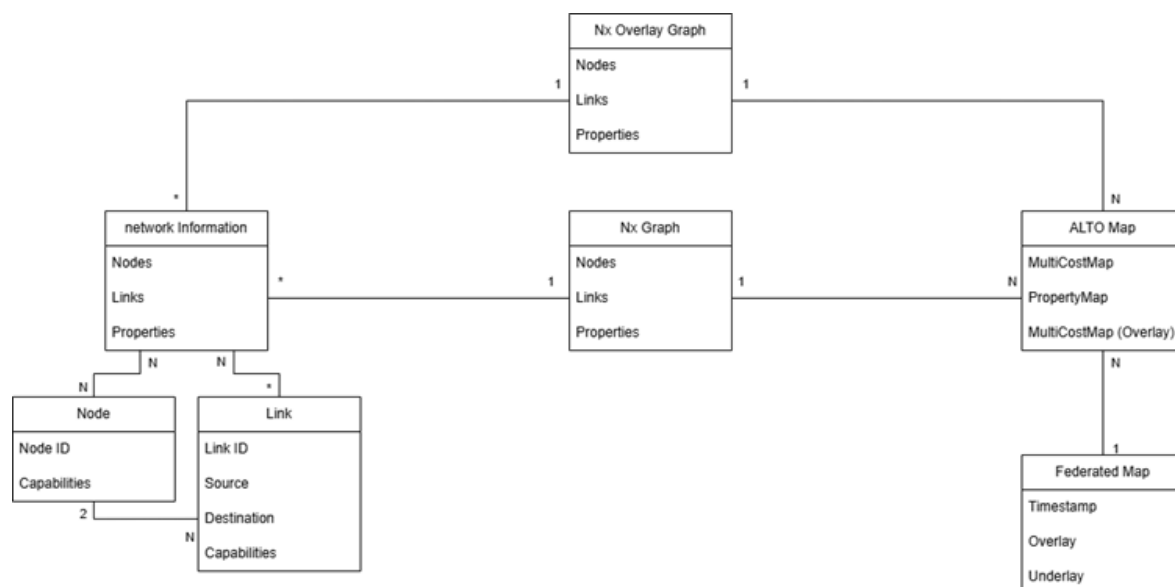 Nx Overlay Graph
Nodes
Links
Properties
1
1
*
N
network Information
Nodes
Links
Properties
Nx Graph
Nodes
Links
Properties
ALTO Map
MultiCostMap
PropertyMap
MultiCostMap (Overlay)
*
1
1
N
N
N
N
*
N
Node
Node ID
Capabilities
Link
Link ID
Source
Destination
Capabilities
2
N
1
Federated Map
Timestamp
Overlay
Underlay